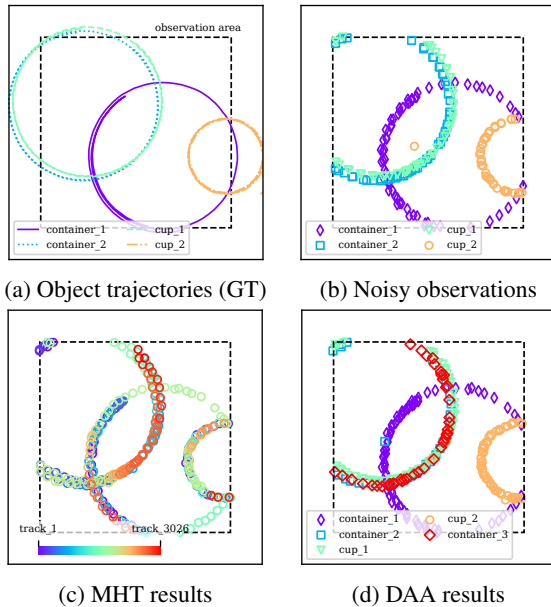 observation area
container_1
container_2
cup_1
cup_2
(a) Object trajectories (GT)
container_1
container_2
cup_1
cup_2
(b) Noisy observations
track_1
track_3026
(c) MHT results
container_1
container_2
cup_1
cup_2
container_3
(d) DAA results